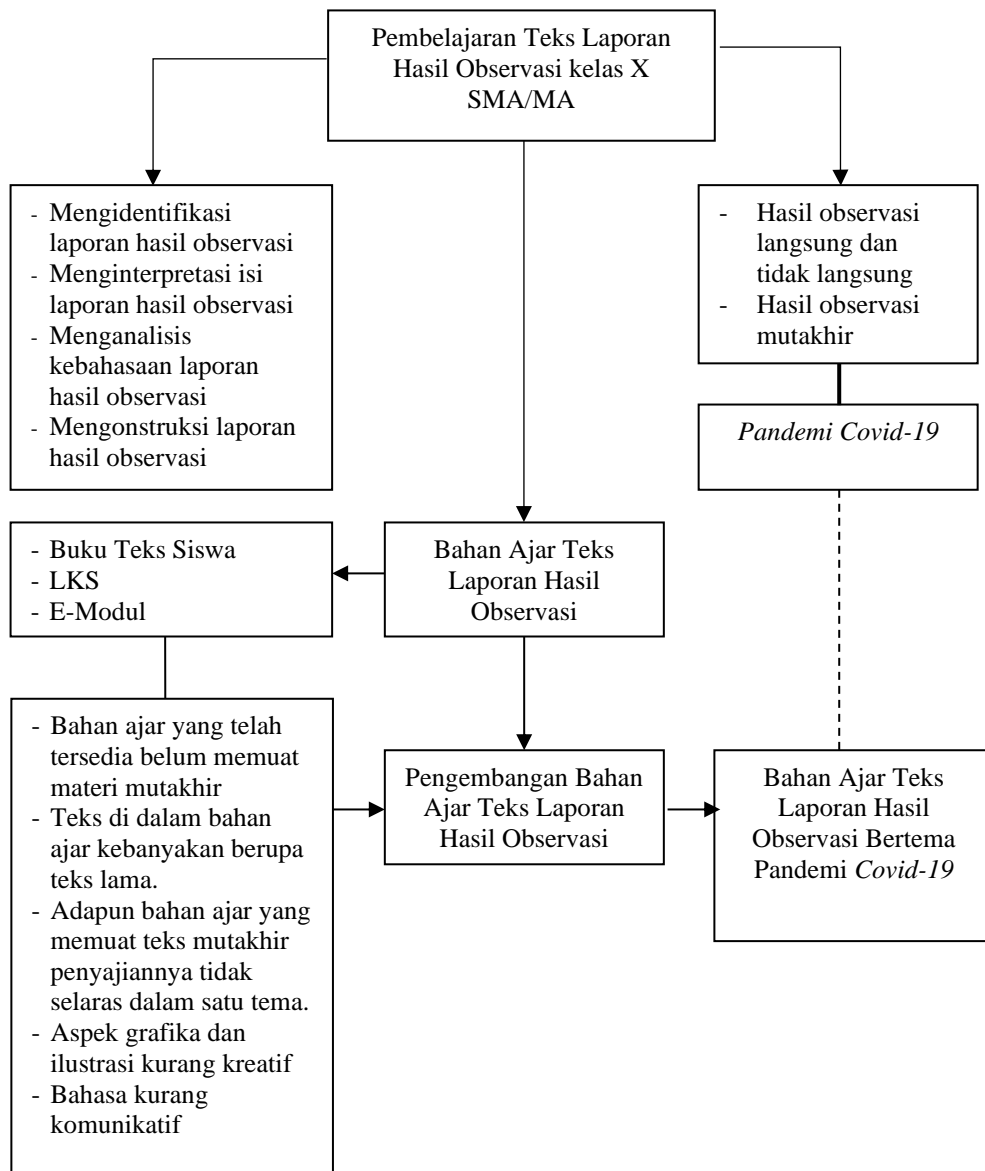 Pembelajaran Teks Laporan
Hasil Observasi kelas X
SMA/MA
- Mengidentifikasi
laporan hasil observasi
- Menginterpretasi isi
laporan hasil observasi
- Menganalisis
kebahasaan laporan
hasil observasi
- Mengonstruksi laporan
hasil observasi
- Hasil observasi
langsung dan
tidak langsung
- Hasil observasi
mutakhir
Pandemi Covid-19
- Buku Teks Siswa
- LKS
- E-Modul
Bahan Ajar Teks
Laporan Hasil
Observasi
- Bahan ajar yang telah
tersedia belum memuat
materi mutakhir
- Teks di dalam bahan
ajar kebanyakan berupa
teks lama.
- Adapun bahan ajar yang
memuat teks mutakhir
penyajiannya tidak
selaras dalam satu tema.
- Aspek grafika dan
ilustrasi kurang kreatif
- Bahasa kurang
komunikatif
Pengembangan Bahan
Ajar Teks Laporan
Hasil Observasi
Bahan Ajar Teks
Laporan Hasil
Observasi Bertema
Pandemi Covid-19